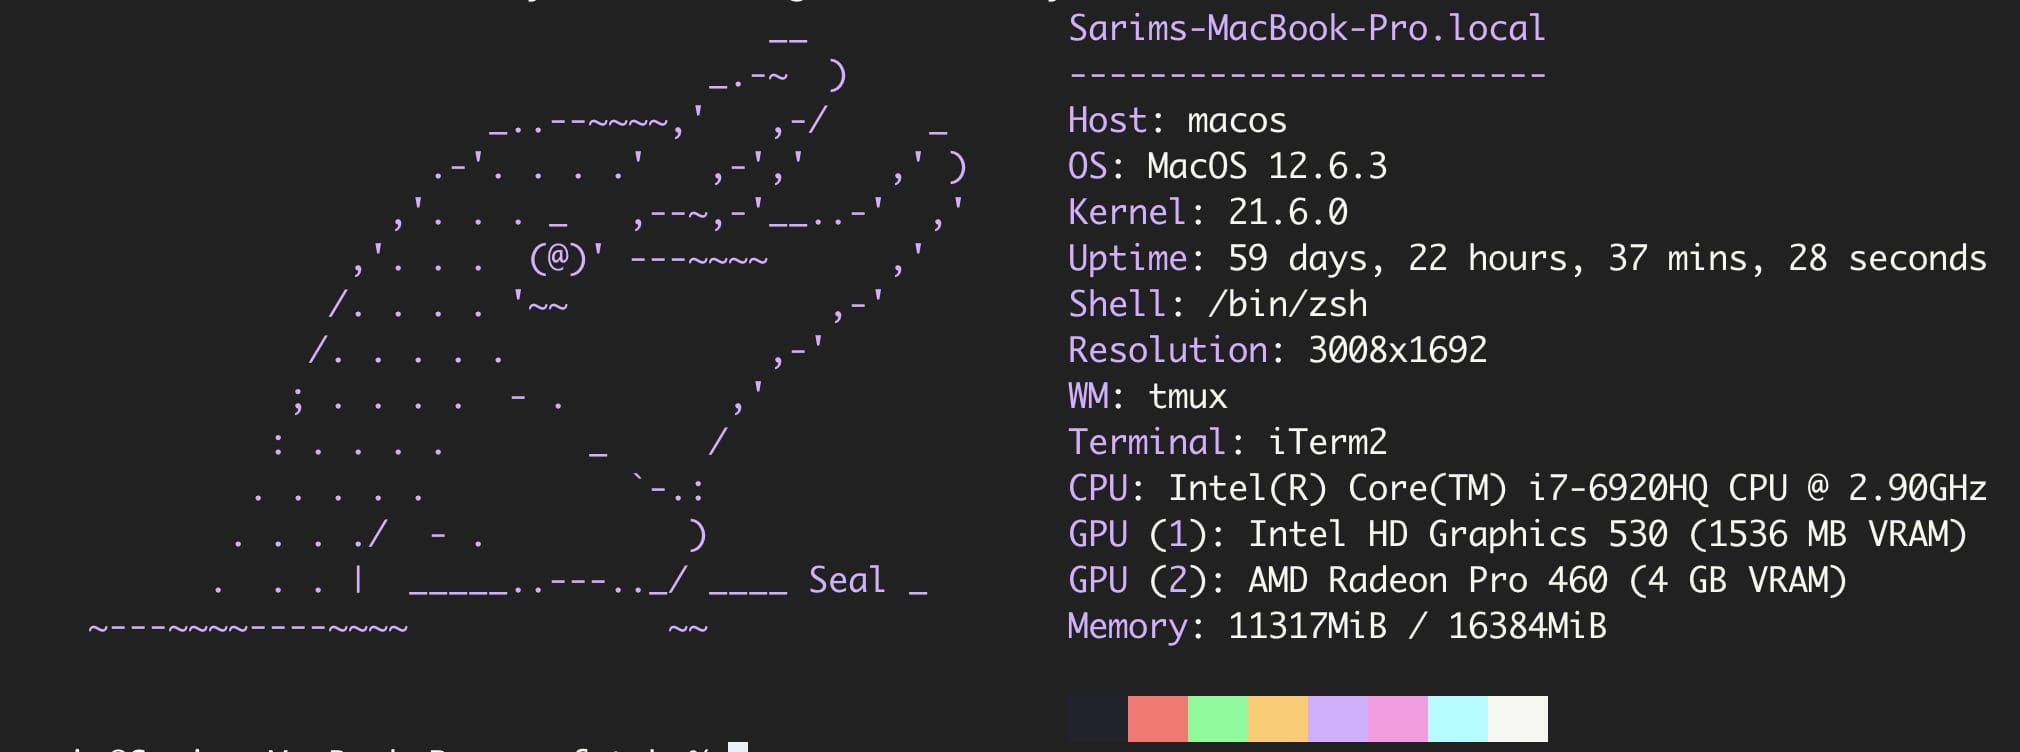 Sarims-MacBook-Pro.local
------------------------
Host: macos
OS: MacOS 12.6.3
Kernel: 21.6.0
Uptime: 59 days, 22 hours, 37 mins, 28 seconds
Shell: /bin/zsh
Resolution: 3008x1692
WM: tmux
Terminal: iTerm2
CPU: Intel(R) Core(TM) i7-6920HQ CPU @ 2.90GHz
GPU (1): Intel HD Graphics 530 (1536 MB VRAM)
GPU (2): AMD Radeon Pro 460 (4 GB VRAM)
Seal
Memory: 11317MiB / 16384MiB